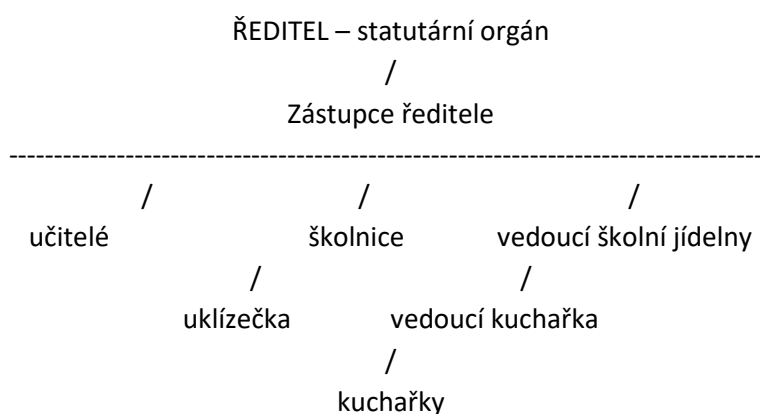 ŘEDITEL – statutární orgán
/
Zástupce ředitele
-------------------------------------------------------------------------------------
/ / /
učitelé školnice vedoucí školní jídelny
/ /
uklízečka vedoucí kuchařka
/
kuchařky